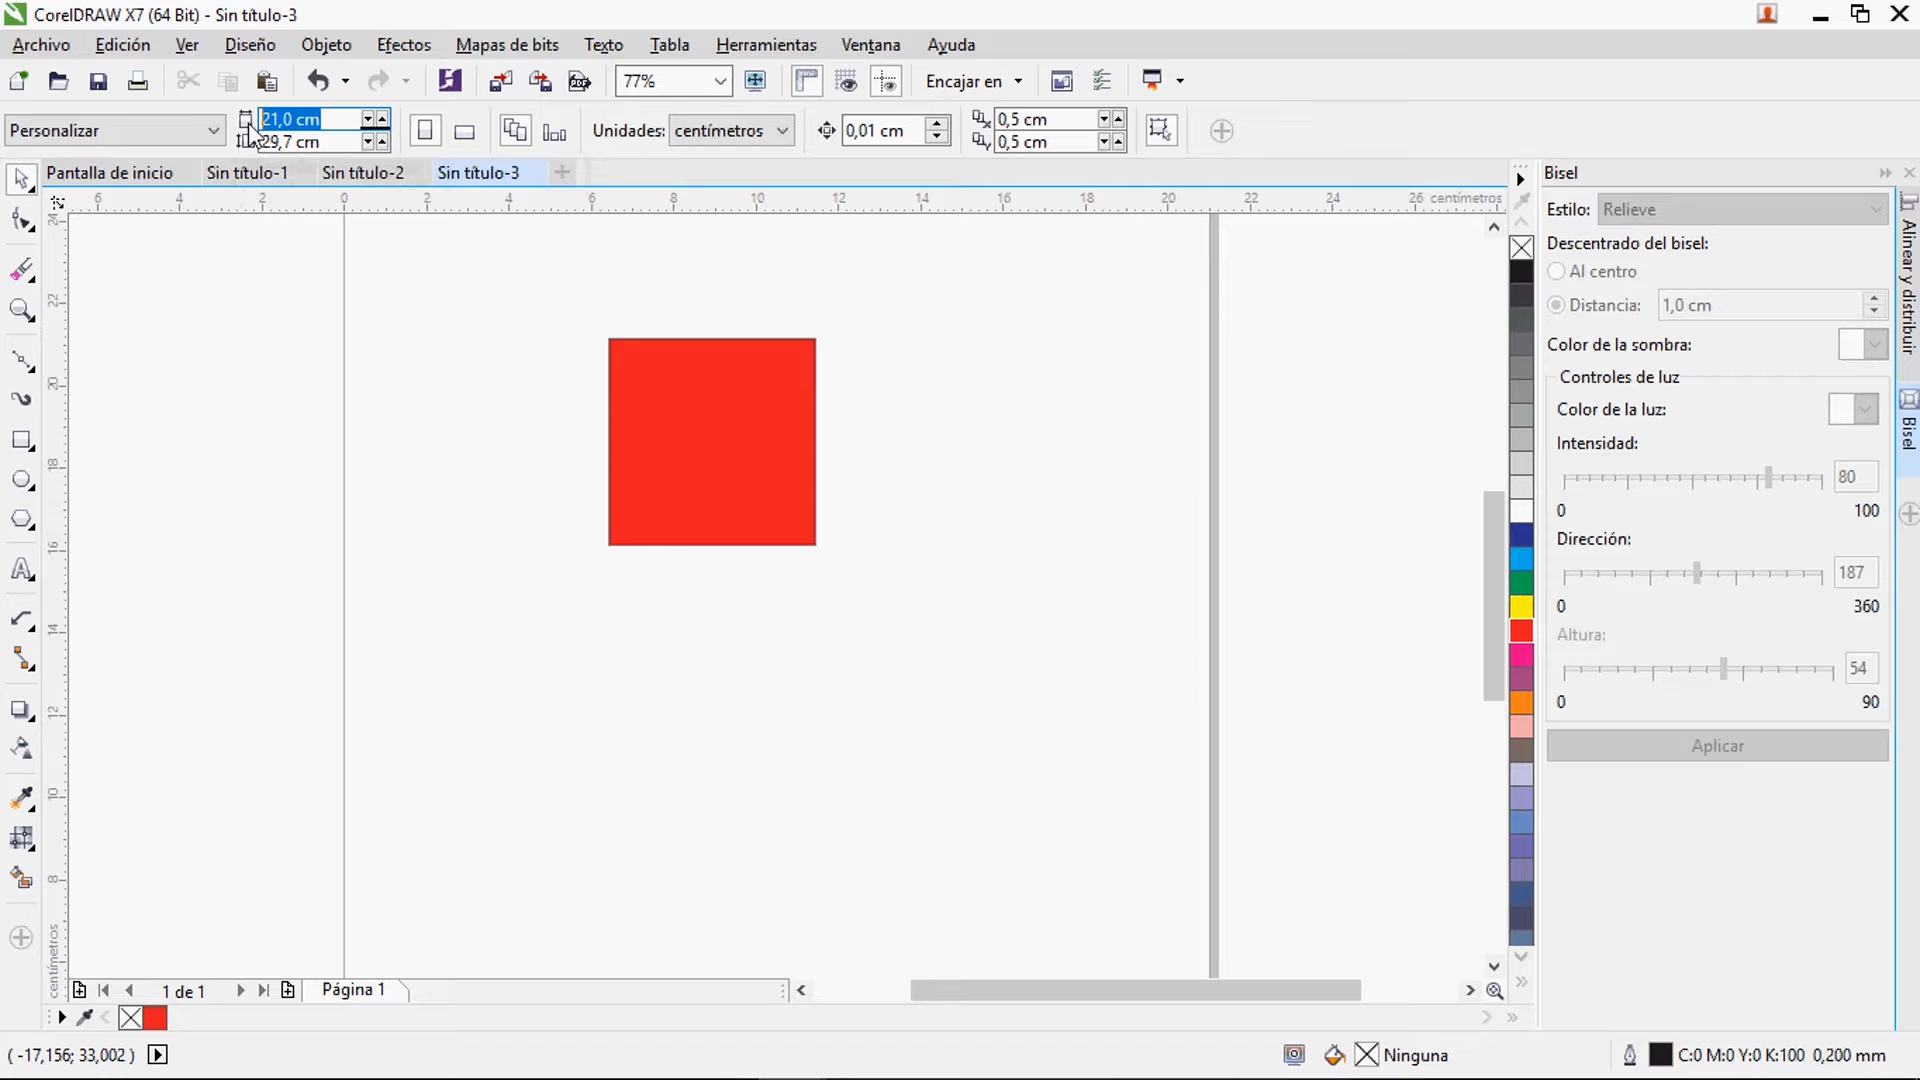 CorelDRAW X7 (64 Bit) - Sin título-3
Archivo Edición Ver Diseño Objeto Efectos Mapas de bits Texto Tabla Herramientas Ventana Ayuda
77% Encajar en
Personalizar 21,0 cm 29,7 cm Unidades: centímetros 0,01 cm 0,5 cm 0,5 cm
Pantalla de inicio Sin título-1 Sin título-2 Sin título-3
6 4 2 0 2 4 6 8 10 12 14 16 18 20 22 24 26 centímetros
24
22
20
18
16
14
12
10
8
centímetros
Bisel
Estilo: Relieve
Descentrado del bisel:
Al centro
Distancia: 1,0 cm
Color de la sombra:
Controles de luz
Color de la luz:
Intensidad:
80
0 100
Dirección:
187
0 360
Altura:
54
0 90
Aplicar
Alinear y distribuir
Bisel
1 de 1 Página 1
( -17,156; 33,002 ) Ninguna C:0 M:0 Y:0 K:100 0,200 mm